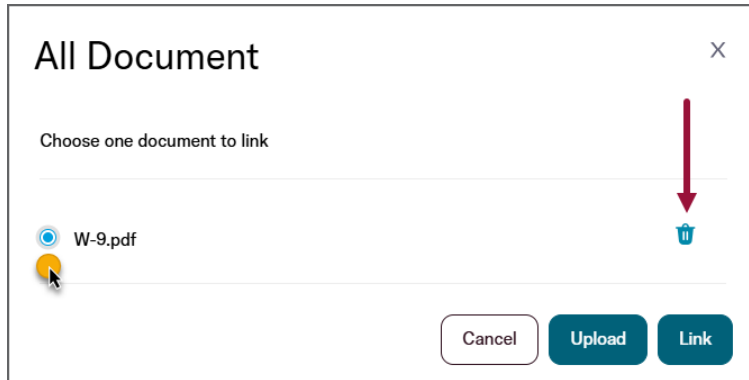 All Document
X
Choose one document to link
W-9.pdf
Cancel Upload Link